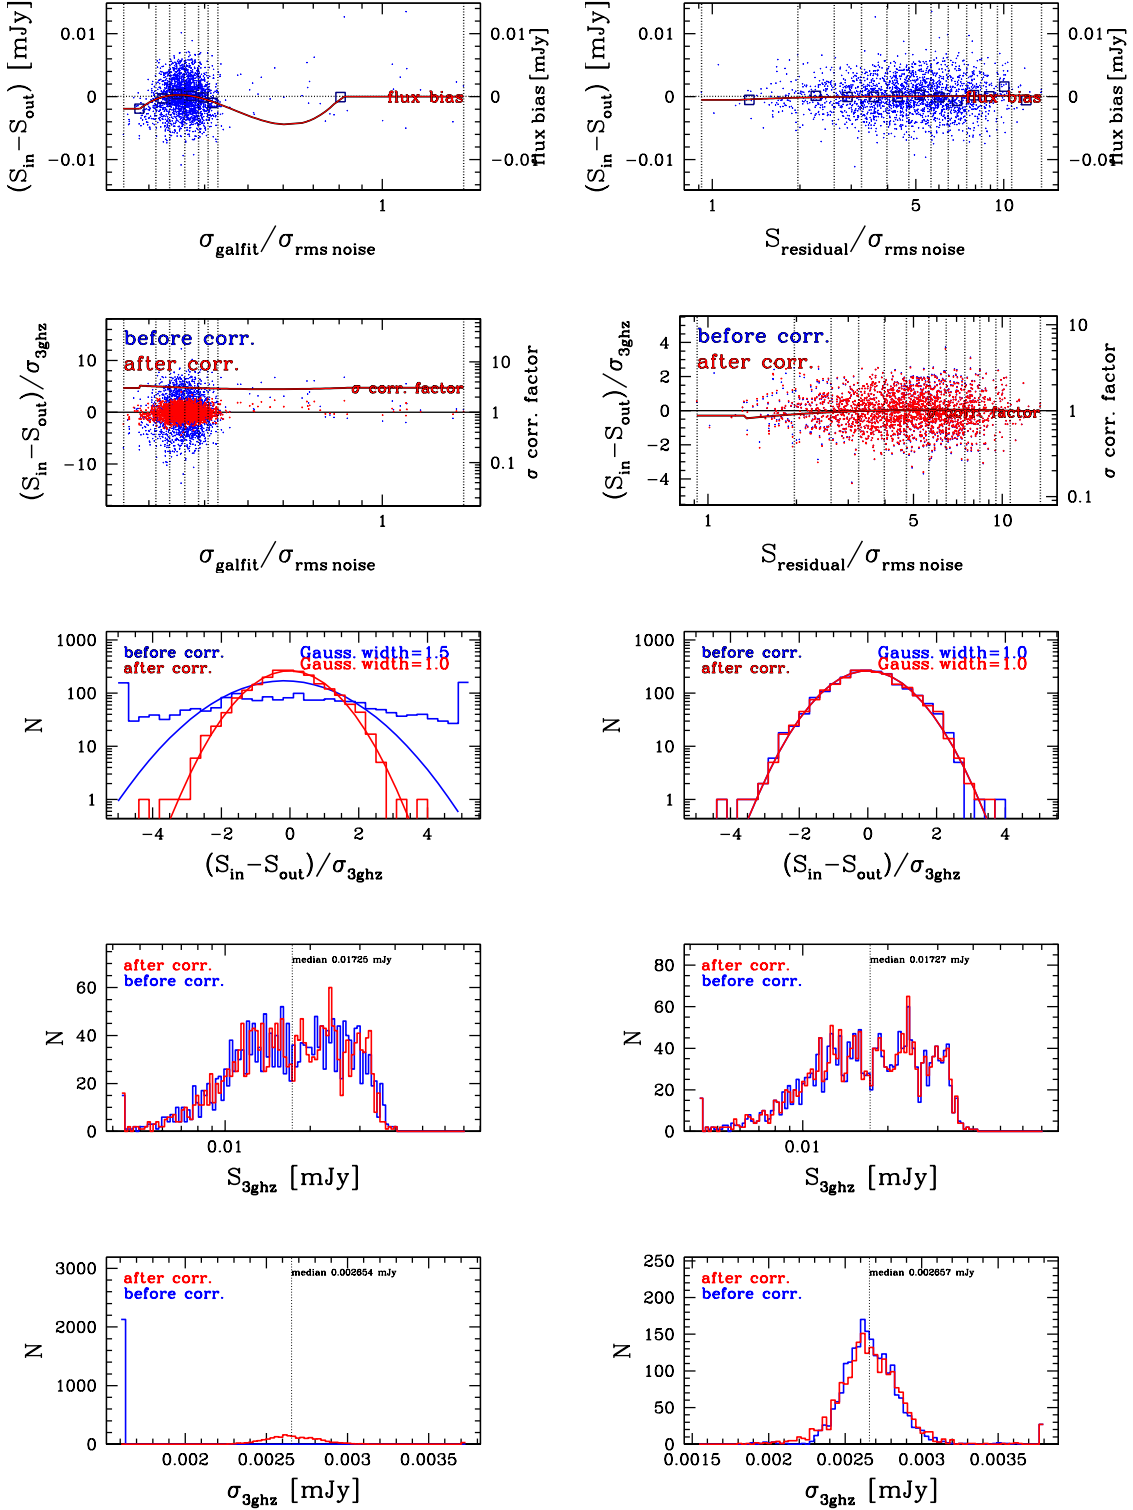 (S_in−S_out) [mJy]
0.01
0
−0.01
flux bias
0.01
0
−0.01
flux bias [mJy]
1
σ_galfit/σ_rms noise
(S_in−S_out) [mJy]
0.01
0
−0.01
flux bias
0.01
0
−0.01
flux bias [mJy]
1 5 10
S_residual/σ_rms noise
(S_in−S_out)/σ_3ghz
before corr.
after corr.
10
0
−10
σ corr. factor
10
1
0.1
σ corr. factor
1
σ_galfit/σ_rms noise
(S_in−S_out)/σ_3ghz
before corr.
after corr.
4
2
0
−2
−4
factor
10
1
0.1
σ corr. factor
1 5 10
S_residual/σ_rms noise
N
1000
100
10
1
before corr.
after corr.
Gauss. width=1.5
Gauss. width=1.0
−4 −2 0 2 4
(S_in−S_out)/σ_3ghz
N
1000
100
10
1
before corr.
after corr.
Gauss. width=1.0
Gauss. width=1.0
−4 −2 0 2 4
(S_in−S_out)/σ_3ghz
N
60
40
20
0
after corr.
before corr.
median 0.01725 mJy
0.01
S_3ghz [mJy]
N
80
60
40
20
0
after corr.
before corr.
median 0.01727 mJy
0.01
S_3ghz [mJy]
N
3000
2000
1000
0
after corr.
before corr.
median 0.002654 mJy
0.002 0.0025 0.003 0.0035
σ_3ghz [mJy]
N
250
200
150
100
50
0
after corr.
before corr.
median 0.002657 mJy
0.0015 0.002 0.0025 0.003 0.0035
σ_3ghz [mJy]